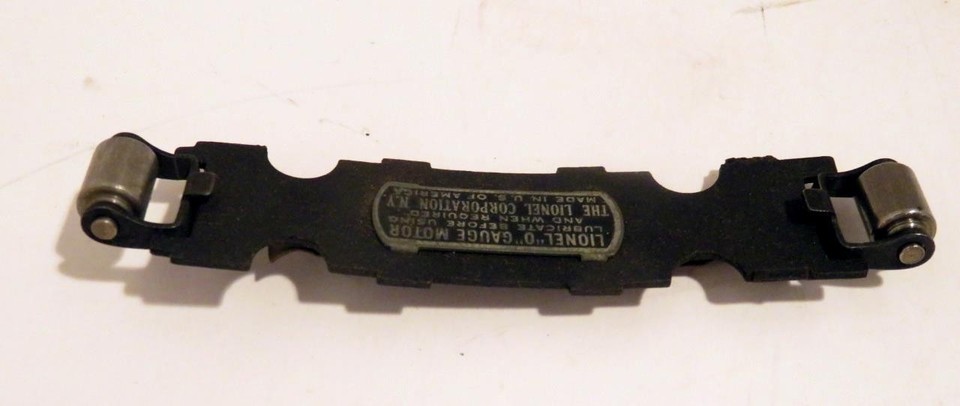 LIONEL "O" GAUGE MOTOR
LUBRICATE BEFORE USING
AND WHEN REQUIRED
THE LIONEL CORPORATION N.Y.
MADE IN U.S. OF AMERICA